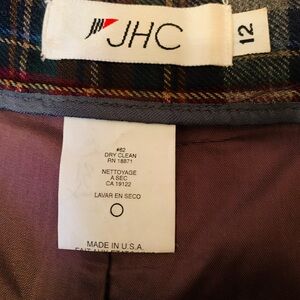 JHC
12
#62
DRY CLEAN
RN 18871
NETTOYAGE
A SEC
CA 19122
LAVAR EN SECO
MADE IN U.S.A.